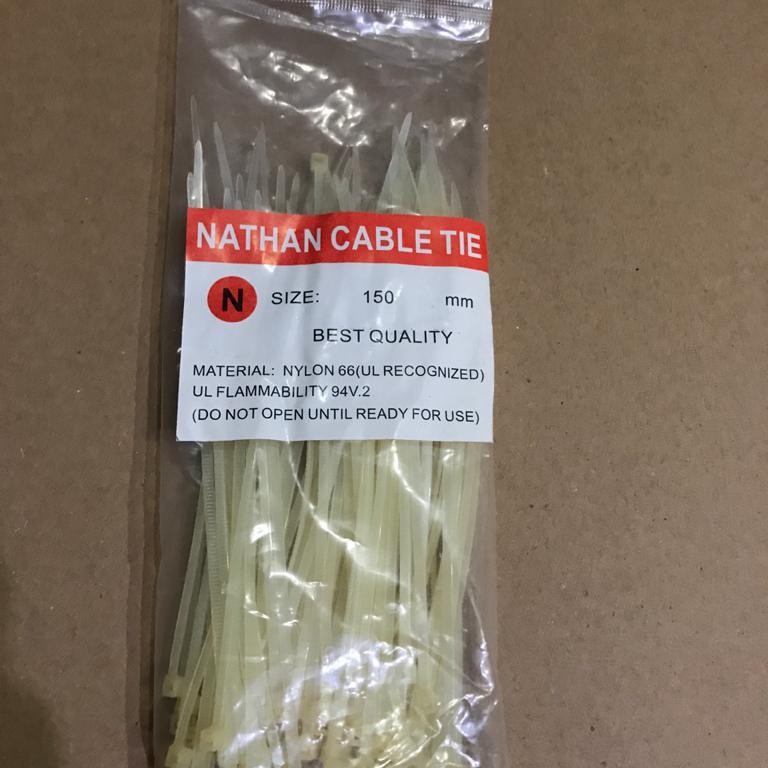 NATHAN CABLE TIE
N SIZE: 150 mm
BEST QUALITY
MATERIAL: NYLON 66(UL RECOGNIZED)
UL FLAMMABILITY 94V.2
(DO NOT OPEN UNTIL READY FOR USE)